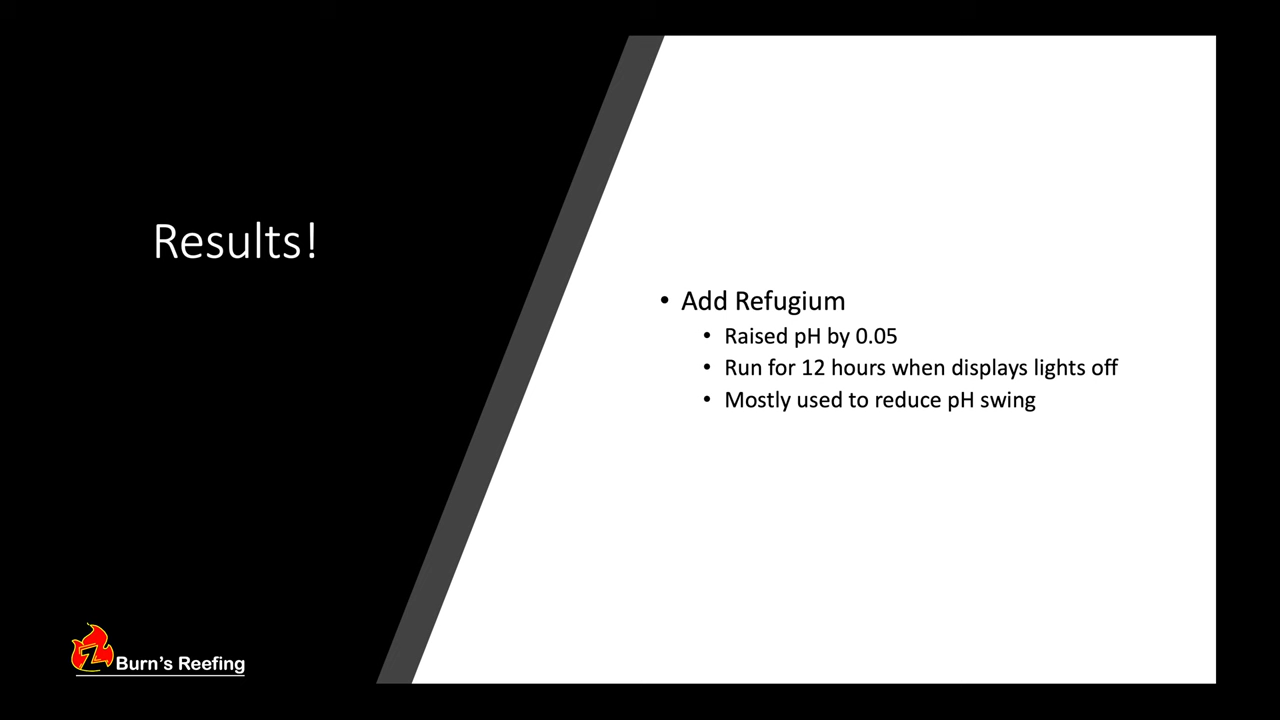 Results!
• Add Refugium
• Raised pH by 0.05
• Run for 12 hours when displays lights off
• Mostly used to reduce pH swing
Z Burn's Reefing